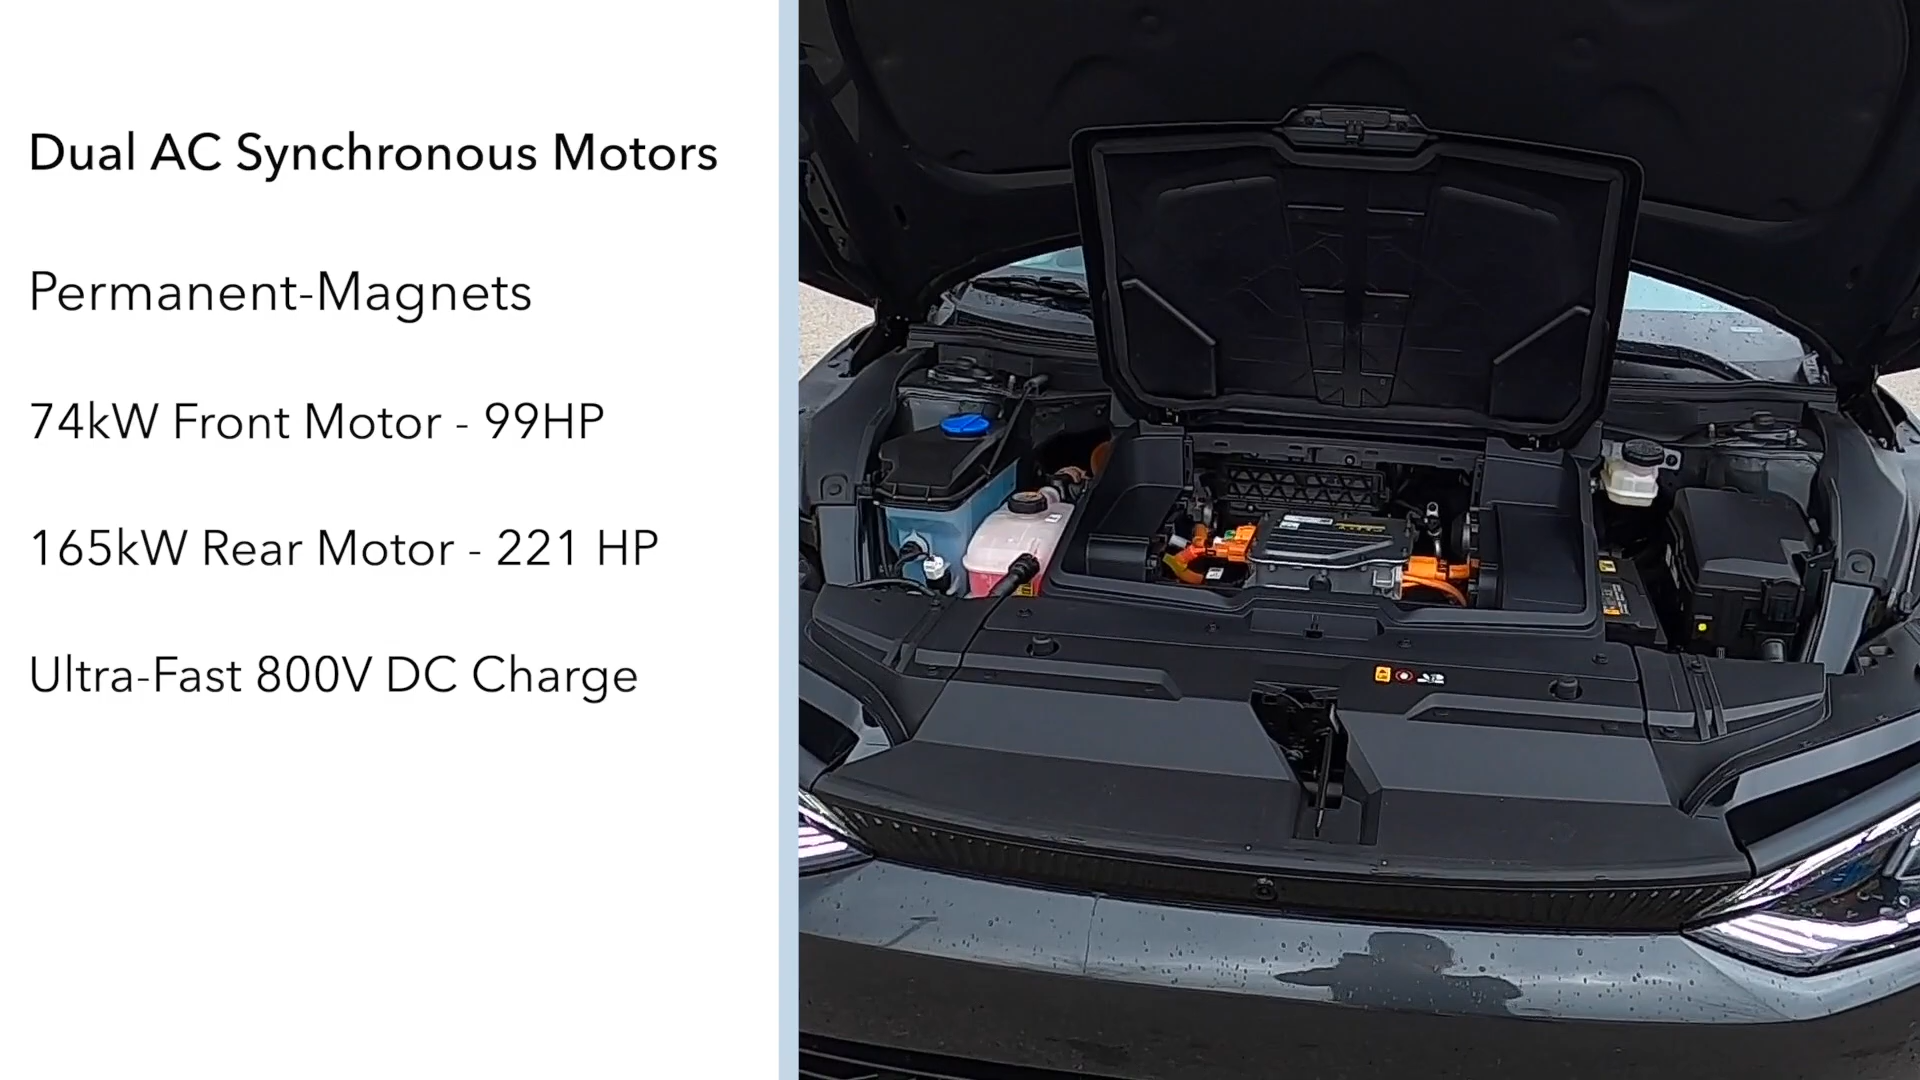 Dual AC Synchronous Motors
Permanent-Magnets
74kW Front Motor - 99HP
165kW Rear Motor - 221 HP
Ultra-Fast 800V DC Charge